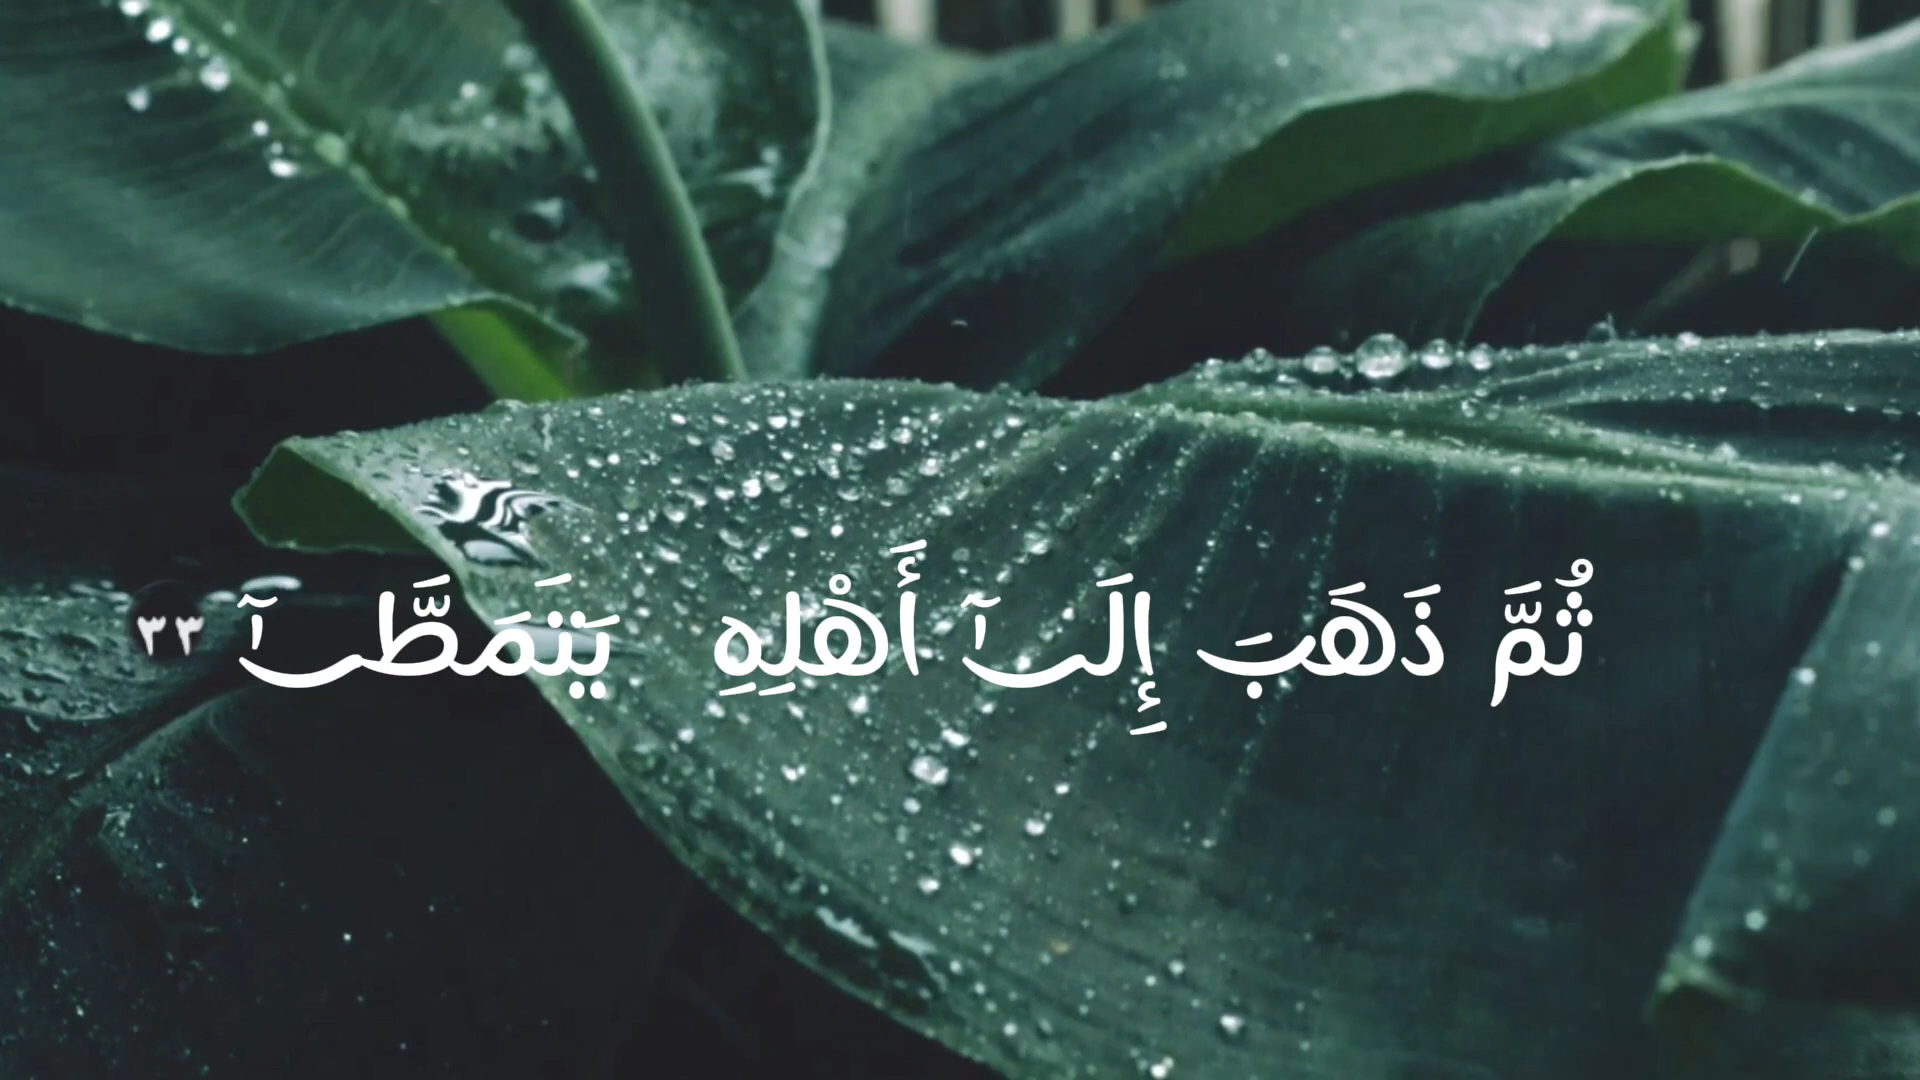 ثُمَّ ذَهَبَ إِلَىٰٓ أَهْلِهِ يَتَمَطَّىٰٓ ٣٣